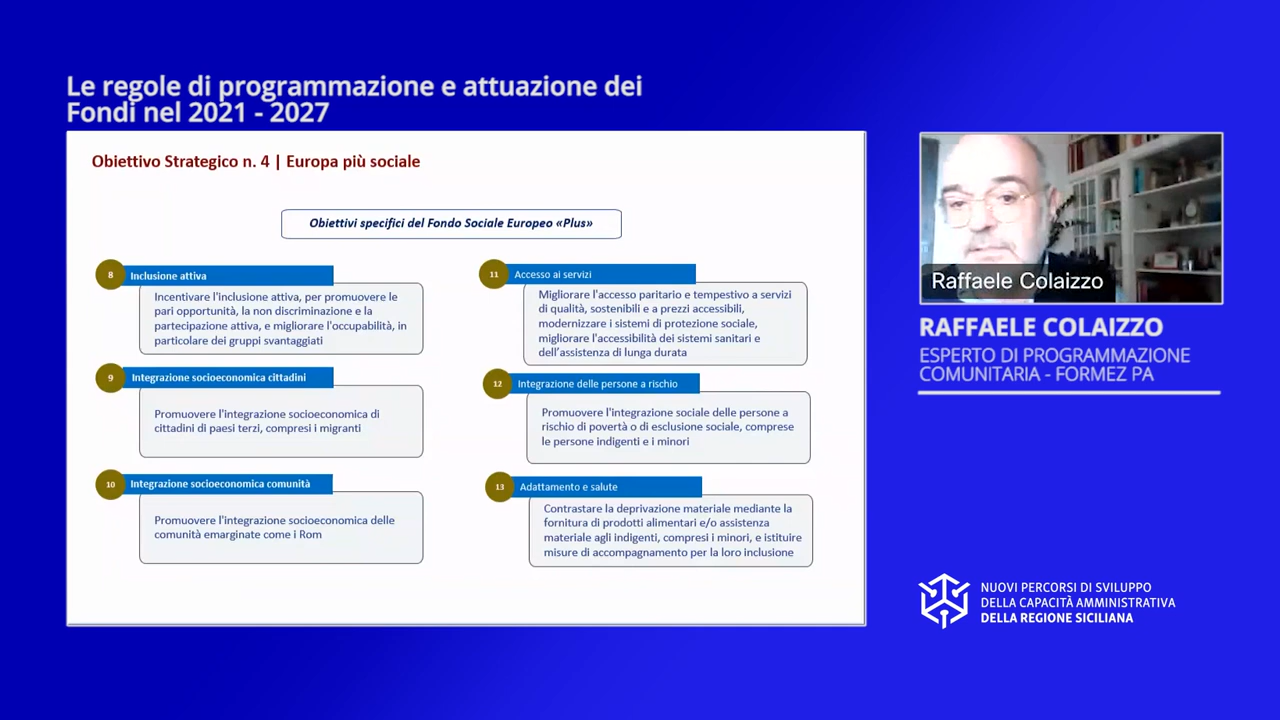 Le regole di programmazione e attuazione dei
Fondi nel 2021 - 2027
Obiettivo Strategico n. 4 | Europa più sociale
Obiettivi specifici del Fondo Sociale Europeo «Plus»
8
Inclusione attiva
Incentivare l'inclusione attiva, per promuovere le
pari opportunità, la non discriminazione e la
partecipazione attiva, e migliorare l'occupabilità, in
particolare dei gruppi svantaggiati
9
Integrazione socioeconomica cittadini
Promuovere l'integrazione socioeconomica di
cittadini di paesi terzi, compresi i migranti
10
Integrazione socioeconomica comunità
Promuovere l'integrazione socioeconomica delle
comunità emarginate come i Rom
11
Accesso ai servizi
Migliorare l'accesso paritario e tempestivo a servizi
di qualità, sostenibili e a prezzi accessibili,
modernizzare i sistemi di protezione sociale,
migliorare l'accessibilità dei sistemi sanitari e
dell'assistenza di lunga durata
12
Integrazione delle persone a rischio
Promuovere l'integrazione sociale delle persone a
rischio di povertà o di esclusione sociale, comprese
le persone indigenti e i minori
13
Adattamento e salute
Contrastare la deprivazione materiale mediante la
fornitura di prodotti alimentari e/o assistenza
materiale agli indigenti, compresi i minori, e istituire
misure di accompagnamento per la loro inclusione
Raffaele Colaizzo
RAFFAELE COLAIZZO
ESPERTO DI PROGRAMMAZIONE
COMUNITARIA - FORMEZ PA
NUOVI PERCORSI DI SVILUPPO
DELLA CAPACITÀ AMMINISTRATIVA
DELLA REGIONE SICILIANA